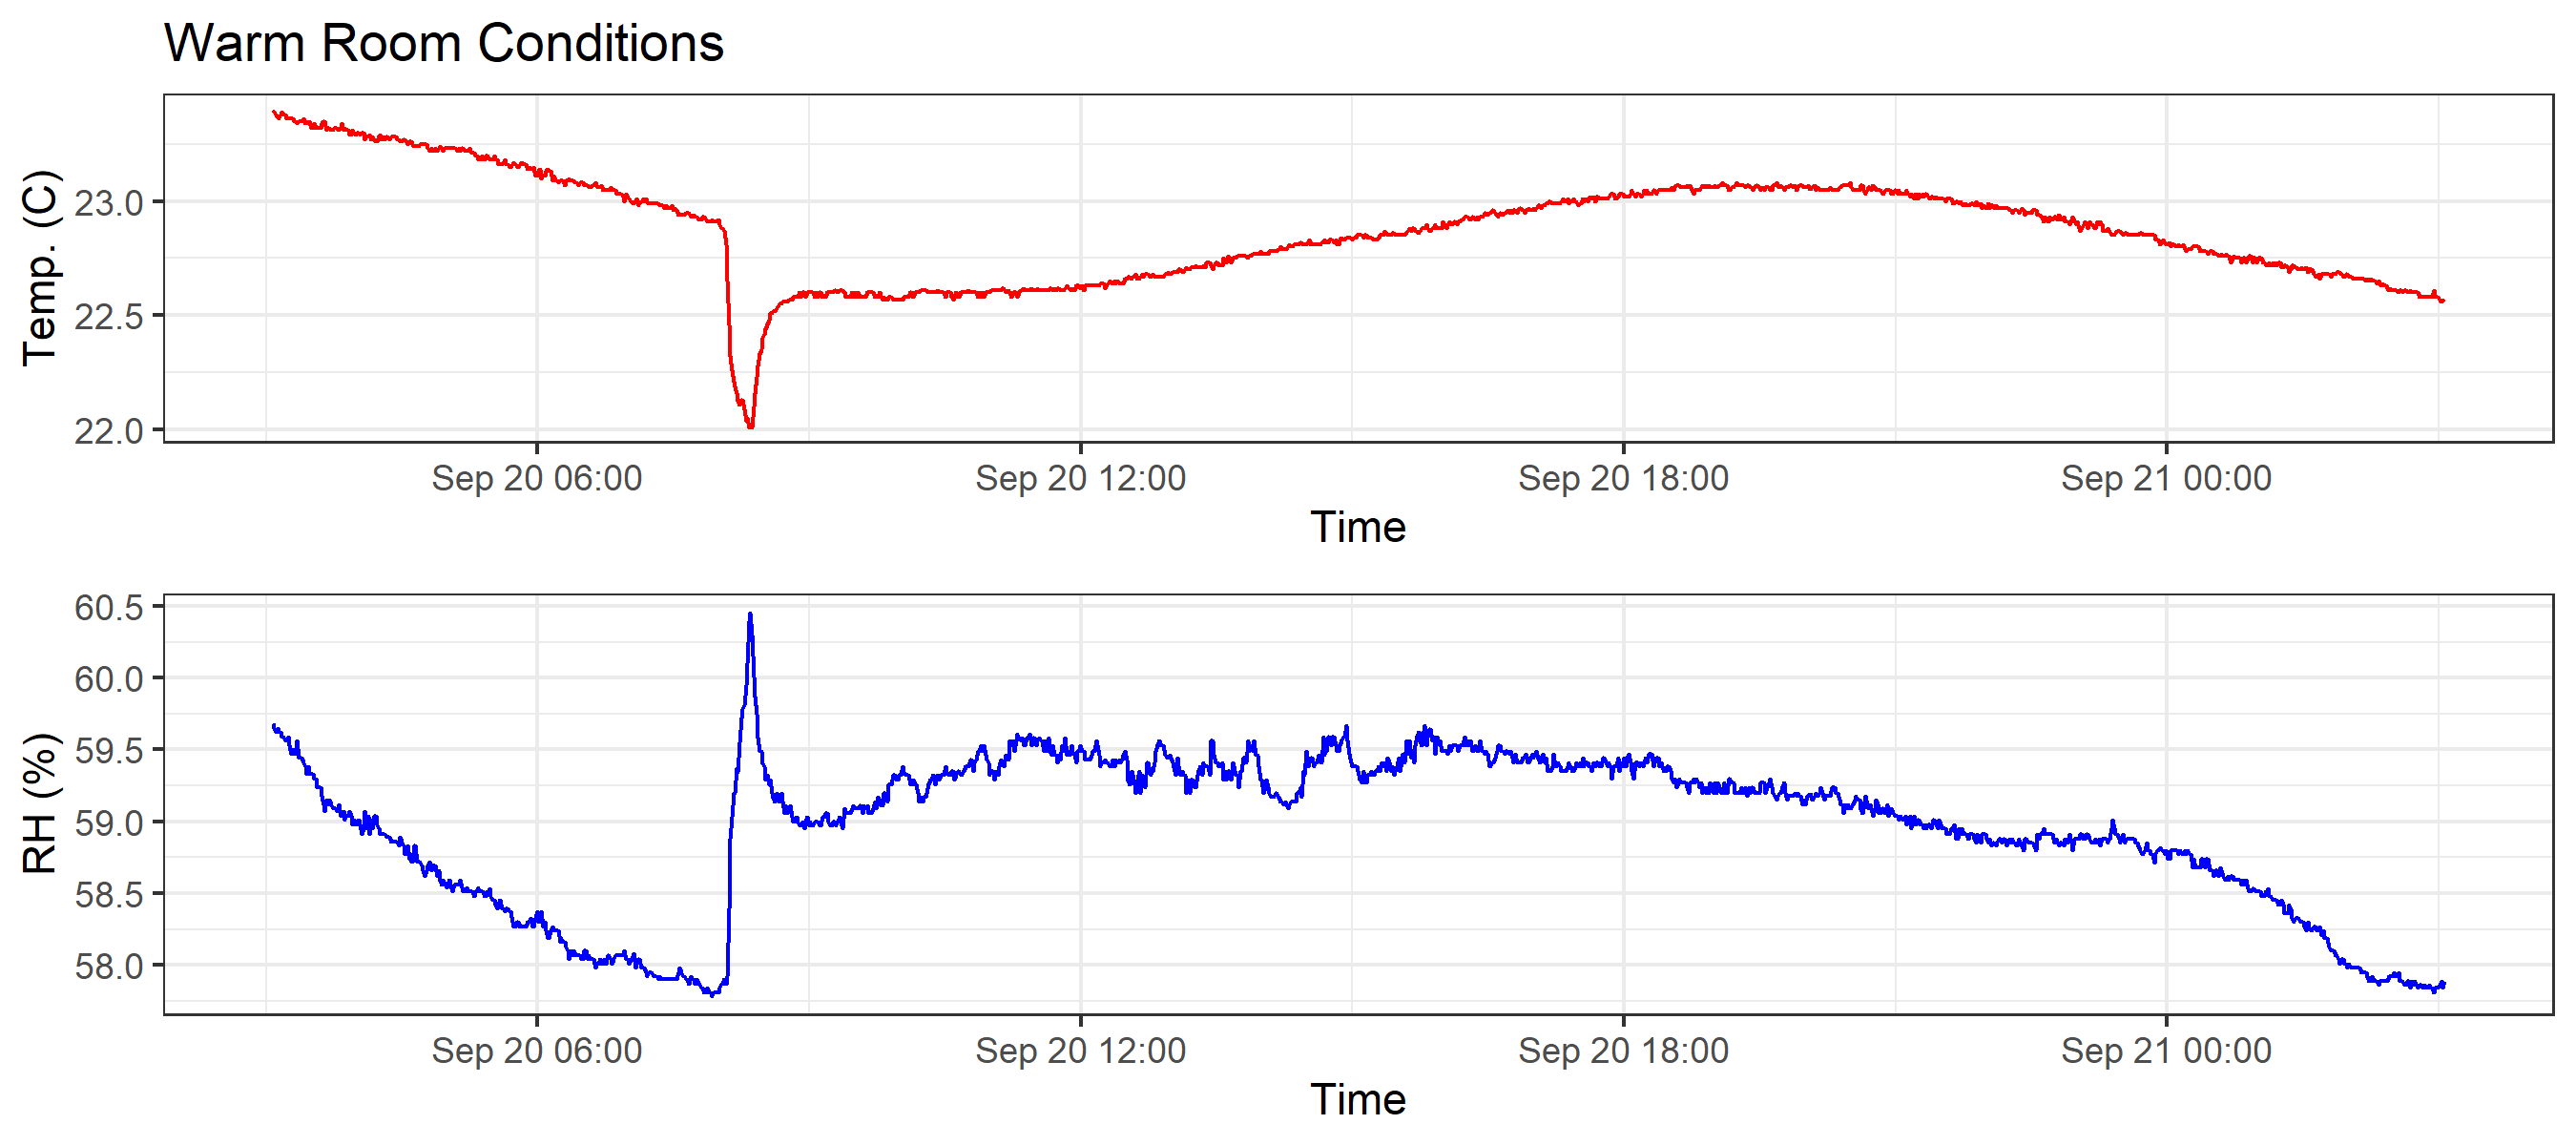 Warm Room Conditions
Temp. (C)
23.0
22.5
22.0
Sep 20 06:00 Sep 20 12:00 Sep 20 18:00 Sep 21 00:00
Time
RH (%)
60.5
60.0
59.5
59.0
58.5
58.0
Sep 20 06:00 Sep 20 12:00 Sep 20 18:00 Sep 21 00:00
Time